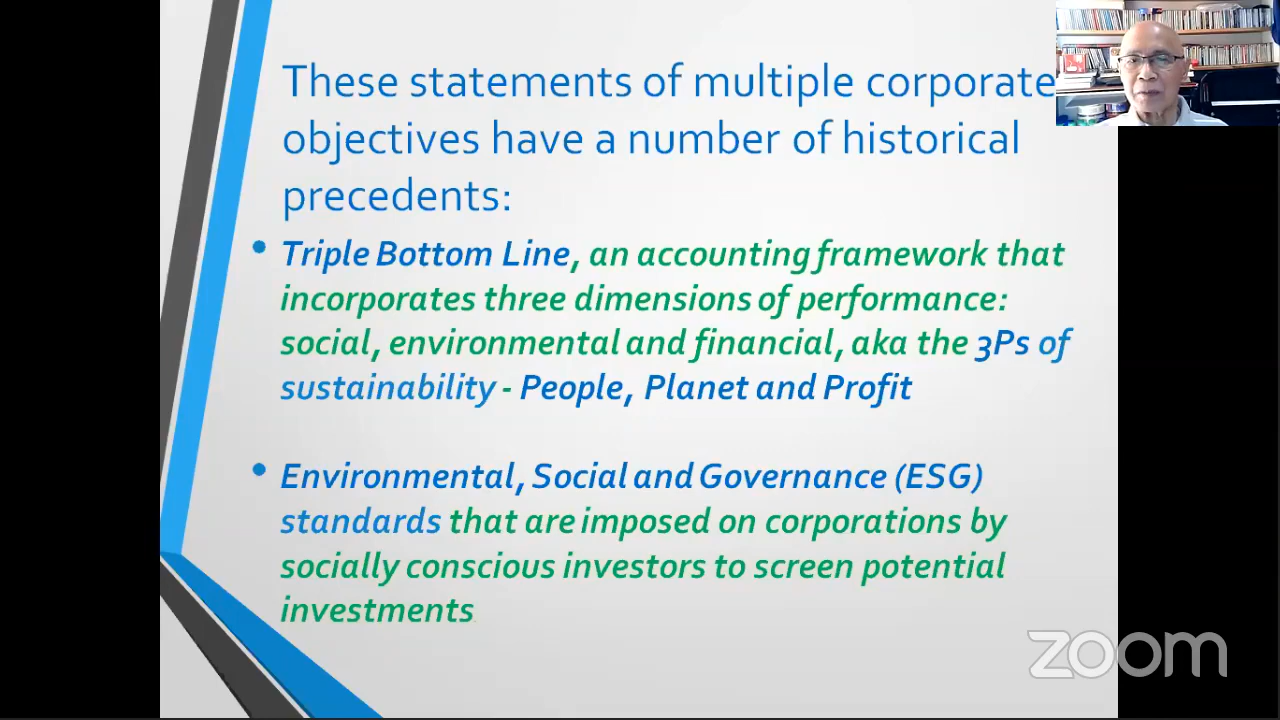 These statements of multiple corporate
objectives have a number of historical
precedents:
• Triple Bottom Line, an accounting framework that
incorporates three dimensions of performance:
social, environmental and financial, aka the 3Ps of
sustainability - People, Planet and Profit
• Environmental, Social and Governance (ESG)
standards that are imposed on corporations by
socially conscious investors to screen potential
investments
zoom